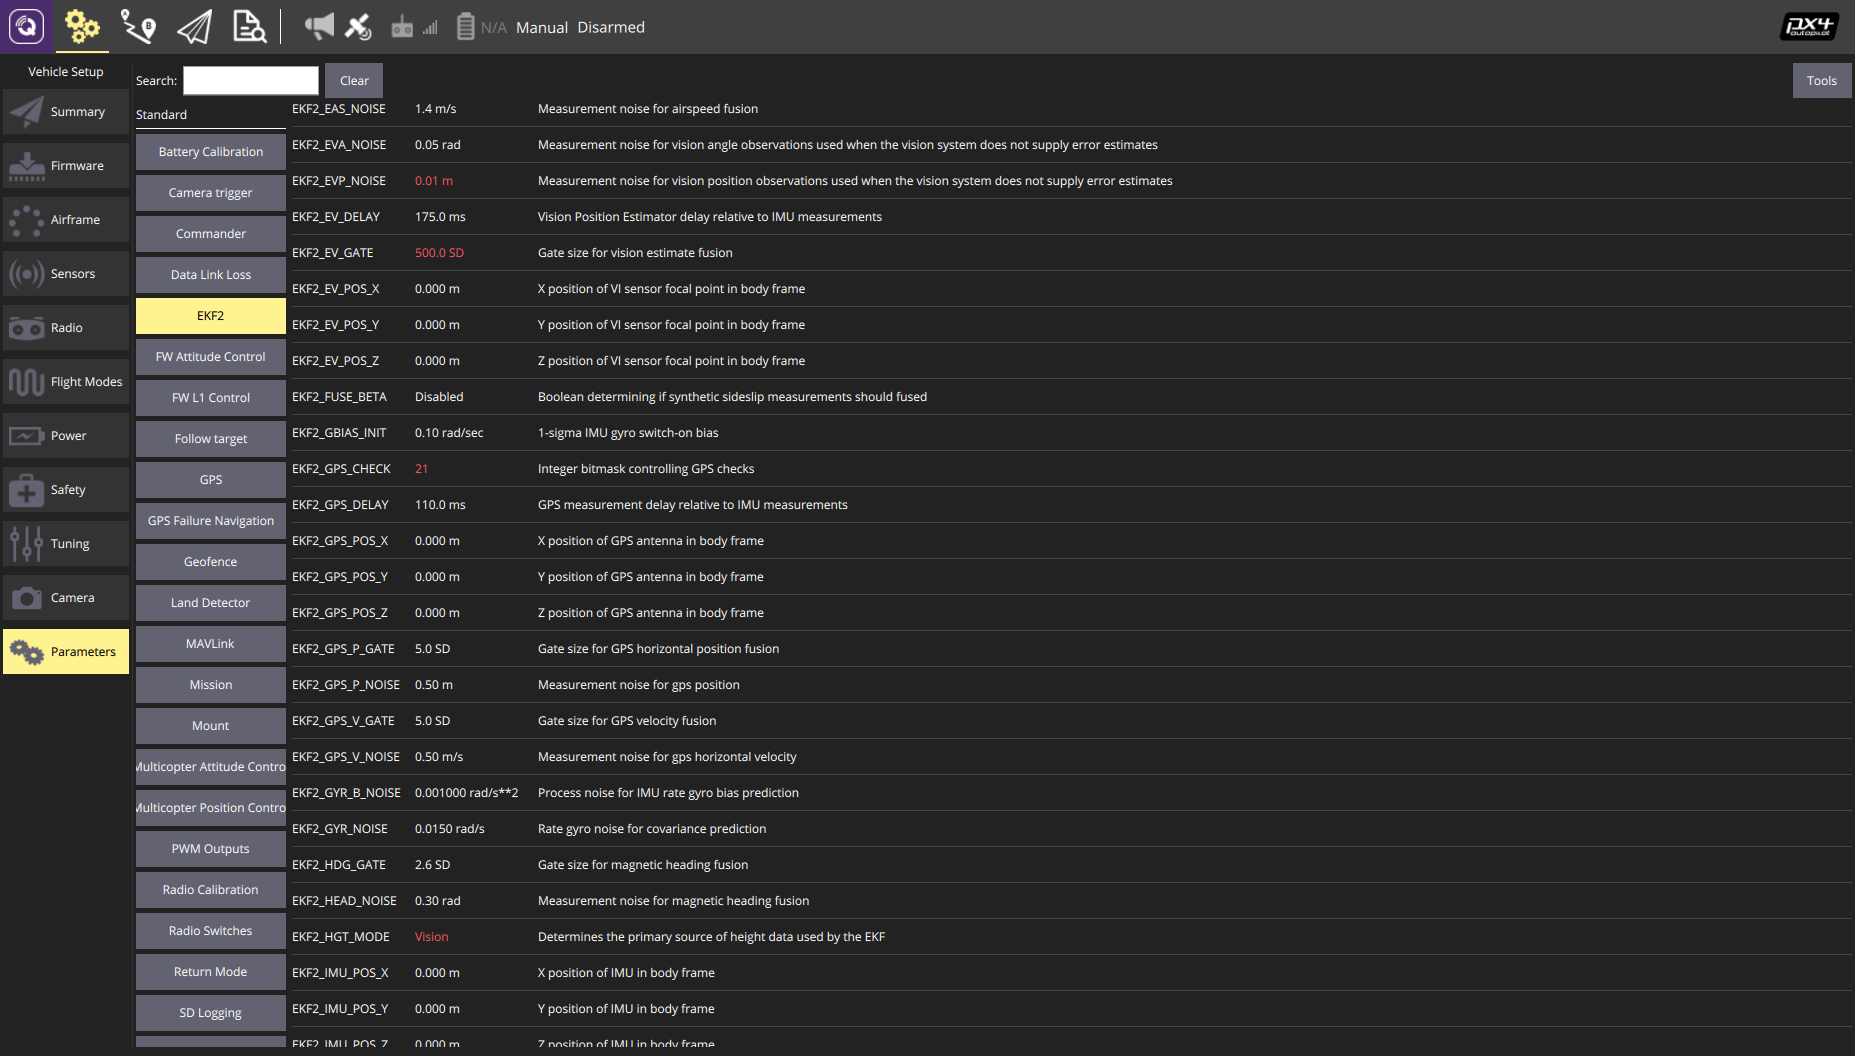 N/A Manual Disarmed
px4 autopilot
Vehicle Setup
Summary
Firmware
Airframe
Sensors
Radio
Flight Modes
Power
Safety
Tuning
Camera
Parameters
Search:
Clear
Tools
Standard
Battery Calibration
Camera trigger
Commander
Data Link Loss
EKF2
FW Attitude Control
FW L1 Control
Follow target
GPS
GPS Failure Navigation
Geofence
Land Detector
MAVLink
Mission
Mount
Multicopter Attitude Contro
Multicopter Position Contro
PWM Outputs
Radio Calibration
Radio Switches
Return Mode
SD Logging
EKF2_EAS_NOISE 1.4 m/s Measurement noise for airspeed fusion
EKF2_EVA_NOISE 0.05 rad Measurement noise for vision angle observations used when the vision system does not supply error estimates
EKF2_EVP_NOISE 0.01 m Measurement noise for vision position observations used when the vision system does not supply error estimates
EKF2_EV_DELAY 175.0 ms Vision Position Estimator delay relative to IMU measurements
EKF2_EV_GATE 500.0 SD Gate size for vision estimate fusion
EKF2_EV_POS_X 0.000 m X position of VI sensor focal point in body frame
EKF2_EV_POS_Y 0.000 m Y position of VI sensor focal point in body frame
EKF2_EV_POS_Z 0.000 m Z position of VI sensor focal point in body frame
EKF2_FUSE_BETA Disabled Boolean determining if synthetic sideslip measurements should fused
EKF2_GBIAS_INIT 0.10 rad/sec 1-sigma IMU gyro switch-on bias
EKF2_GPS_CHECK 21 Integer bitmask controlling GPS checks
EKF2_GPS_DELAY 110.0 ms GPS measurement delay relative to IMU measurements
EKF2_GPS_POS_X 0.000 m X position of GPS antenna in body frame
EKF2_GPS_POS_Y 0.000 m Y position of GPS antenna in body frame
EKF2_GPS_POS_Z 0.000 m Z position of GPS antenna in body frame
EKF2_GPS_P_GATE 5.0 SD Gate size for GPS horizontal position fusion
EKF2_GPS_P_NOISE 0.50 m Measurement noise for gps position
EKF2_GPS_V_GATE 5.0 SD Gate size for GPS velocity fusion
EKF2_GPS_V_NOISE 0.50 m/s Measurement noise for gps horizontal velocity
EKF2_GYR_B_NOISE 0.001000 rad/s**2 Process noise for IMU rate gyro bias prediction
EKF2_GYR_NOISE 0.0150 rad/s Rate gyro noise for covariance prediction
EKF2_HDG_GATE 2.6 SD Gate size for magnetic heading fusion
EKF2_HEAD_NOISE 0.30 rad Measurement noise for magnetic heading fusion
EKF2_HGT_MODE Vision Determines the primary source of height data used by the EKF
EKF2_IMU_POS_X 0.000 m X position of IMU in body frame
EKF2_IMU_POS_Y 0.000 m Y position of IMU in body frame
EKF2_IMU_POS_Z 0.000 m Z position of IMU in body frame